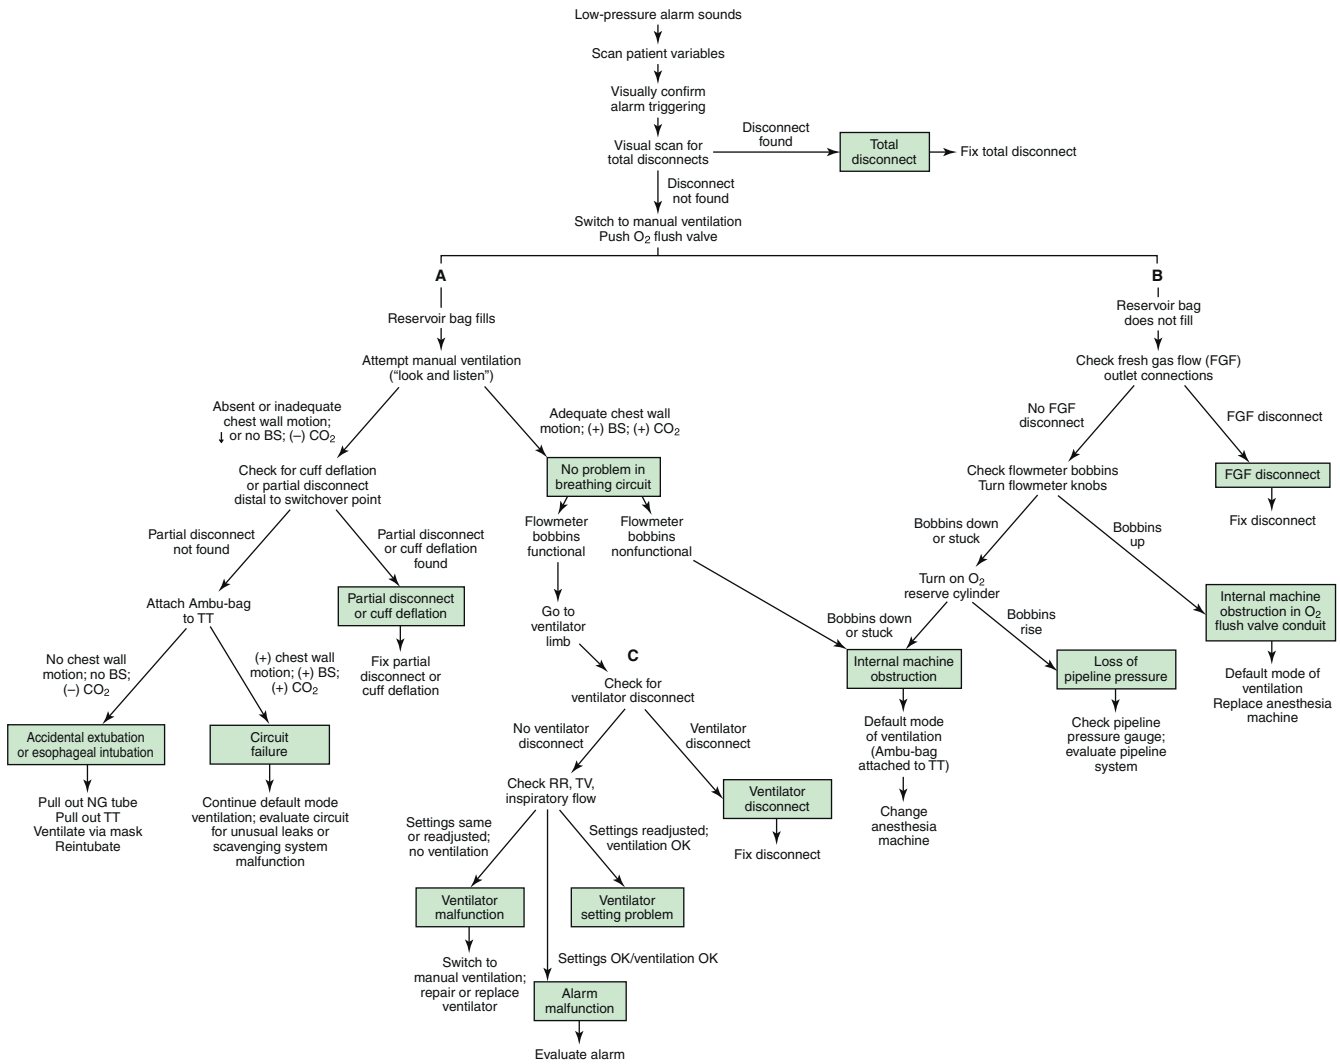 Low-pressure alarm sounds
Scan patient variables
Visually confirm
alarm triggering
Visual scan for
total disconnects
Disconnect
found
Total
disconnect
Fix total disconnect
Disconnect
not found
Switch to manual ventilation
Push O2 flush valve
A
Reservoir bag fills
Attempt manual ventilation
(“look and listen”)
Absent or inadequate
chest wall motion;
↓ or no BS; (–) CO2
Check for cuff deflation
or partial disconnect
distal to switchover point
Partial disconnect
not found
Attach Ambu-bag
to TT
No chest wall
motion; no BS;
(–) CO2
Accidental extubation
or esophageal intubation
Pull out NG tube
Pull out TT
Ventilate via mask
Reintubate
(+) chest wall
motion; (+) BS;
(+) CO2
Circuit
failure
Continue default mode
ventilation; evaluate circuit
for unusual leaks or
scavenging system
malfunction
Partial disconnect
or cuff deflation
found
Partial disconnect
or cuff deflation
Fix partial
disconnect or
cuff deflation
Adequate chest wall
motion; (+) BS; (+) CO2
No problem in
breathing circuit
Flowmeter
bobbins
functional
Flowmeter
bobbins
nonfunctional
Go to
ventilator
limb
C
Check for
ventilator disconnect
No ventilator
disconnect
Ventilator
disconnect
Check RR, TV,
inspiratory flow
Ventilator
disconnect
Fix disconnect
Settings same
or readjusted;
no ventilation
Settings readjusted;
ventilation OK
Ventilator
malfunction
Ventilator
setting problem
Switch to
manual ventilation;
repair or replace
ventilator
Settings OK/ventilation OK
Alarm
malfunction
Evaluate alarm
B
Reservoir bag
does not fill
Check fresh gas flow (FGF)
outlet connections
No FGF
disconnect
FGF disconnect
Check flowmeter bobbins
Turn flowmeter knobs
FGF disconnect
Fix disconnect
Bobbins down
or stuck
Bobbins
up
Turn on O2
reserve cylinder
Internal machine
obstruction in O2
flush valve conduit
Default mode of
ventilation
Replace anesthesia
machine
Bobbins down
or stuck
Bobbins
rise
Internal machine
obstruction
Loss of
pipeline pressure
Default mode
of ventilation
(Ambu-bag
attached to TT)
Change
anesthesia
machine
Check pipeline
pressure gauge;
evaluate pipeline
system